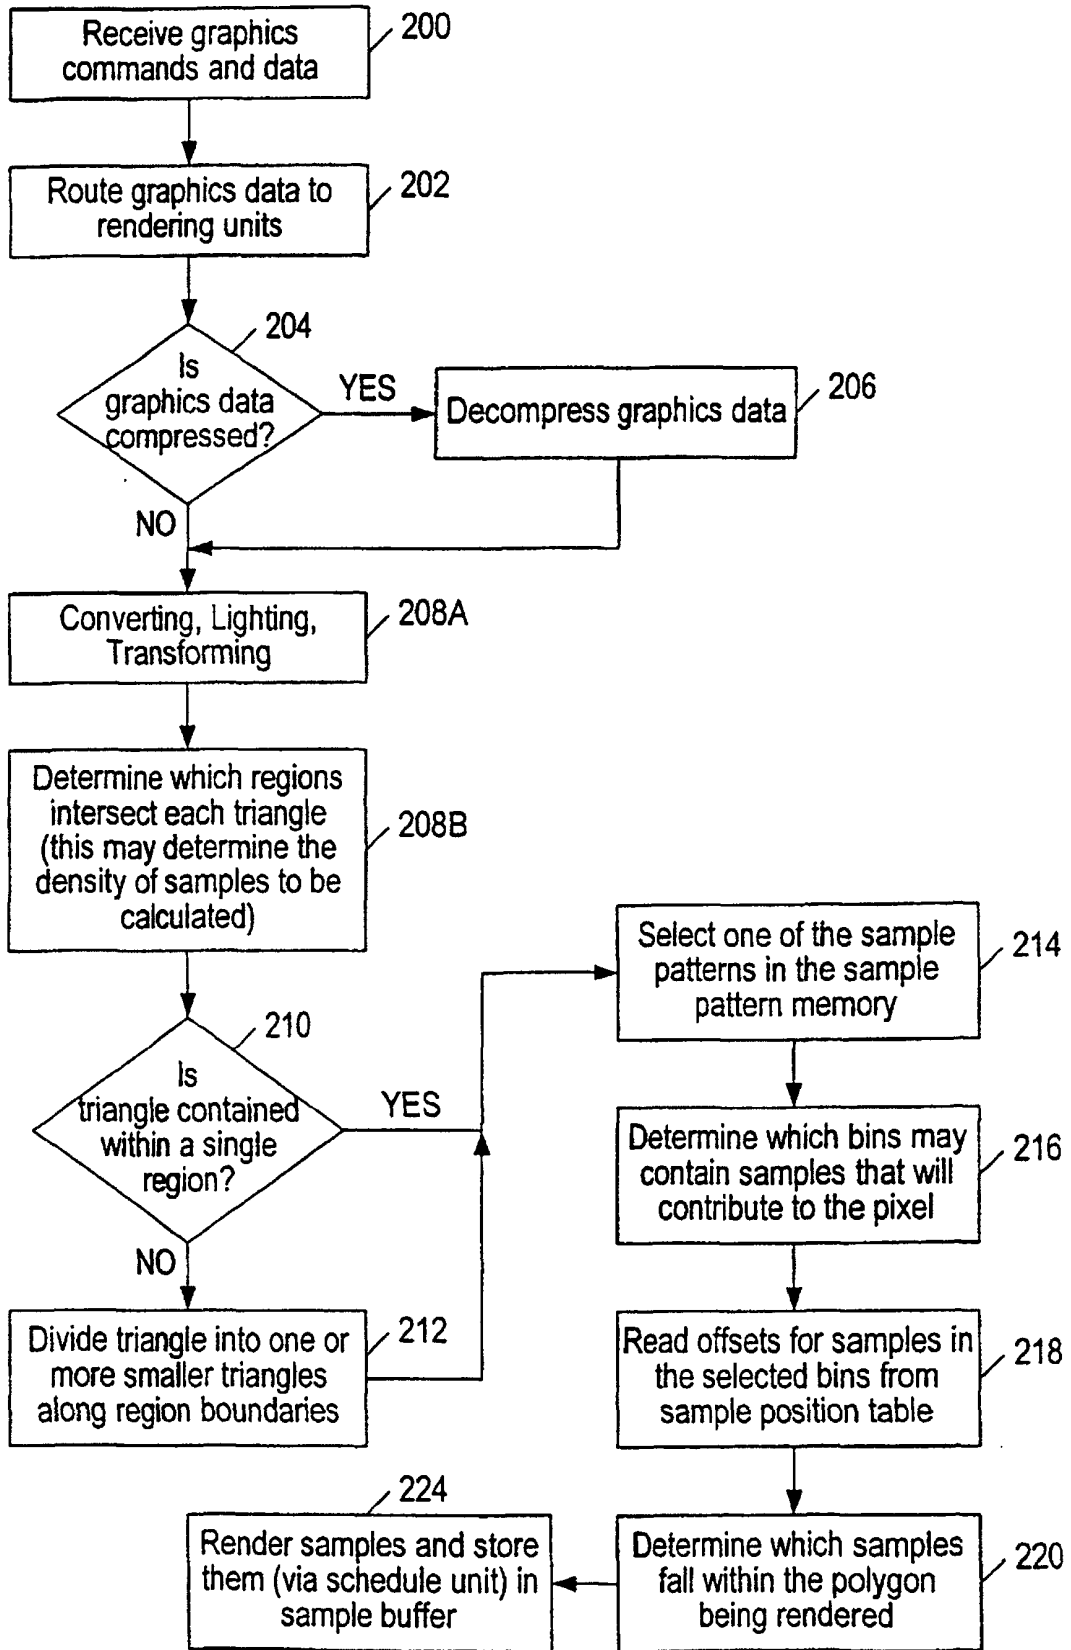 Receive graphics
commands and data
200
Route graphics data to
rendering units
202
204
Is
graphics data
compressed?
YES
Decompress graphics data
206
NO
Converting, Lighting,
Transforming
208A
Determine which regions
intersect each triangle
(this may determine the
density of samples to be
calculated)
208B
210
Is
triangle contained
within a single
region?
YES
NO
Divide triangle into one or
more smaller triangles
along region boundaries
212
Select one of the sample
patterns in the sample
pattern memory
214
Determine which bins may
contain samples that will
contribute to the pixel
216
Read offsets for samples in
the selected bins from
sample position table
218
Determine which samples
fall within the polygon
being rendered
220
224
Render samples and store
them (via schedule unit) in
sample buffer